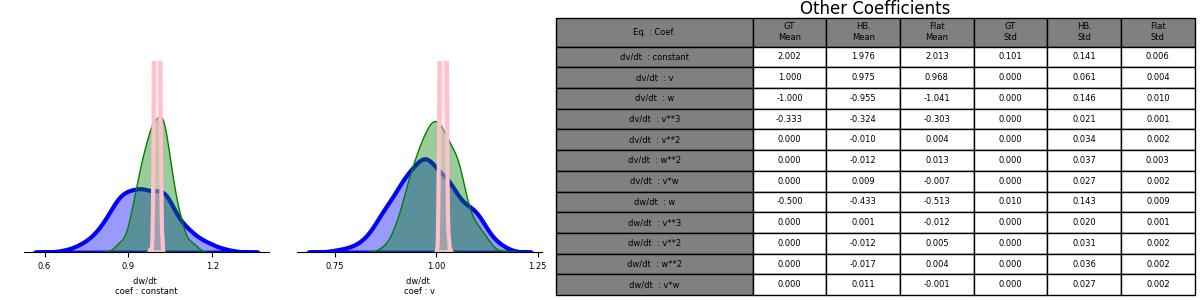 Other Coefficients
Eq. : Coef. GT Mean HB. Mean Flat Mean GT Std HB. Std Flat Std
dv/dt : constant 2.002 1.976 2.013 0.101 0.141 0.006
dv/dt : v 1.000 0.975 0.968 0.000 0.061 0.004
dv/dt : w -1.000 -0.955 -1.041 0.000 0.146 0.010
dv/dt : v**3 -0.333 -0.324 -0.303 0.000 0.021 0.001
dv/dt : v**2 0.000 -0.010 0.004 0.000 0.034 0.002
dv/dt : w**2 0.000 -0.012 0.013 0.000 0.037 0.003
dv/dt : v*w 0.000 0.009 -0.007 0.000 0.027 0.002
dw/dt : w -0.500 -0.433 -0.513 0.010 0.143 0.009
dw/dt : v**3 0.000 0.001 -0.012 0.000 0.020 0.001
dw/dt : v**2 0.000 -0.012 0.005 0.000 0.031 0.002
dw/dt : w**2 0.000 -0.017 0.004 0.000 0.036 0.002
dw/dt : v*w 0.000 0.011 -0.001 0.000 0.027 0.002
0.6 0.9 1.2
dw/dt
coef : constant
0.75 1.00 1.25
dw/dt
coef : v